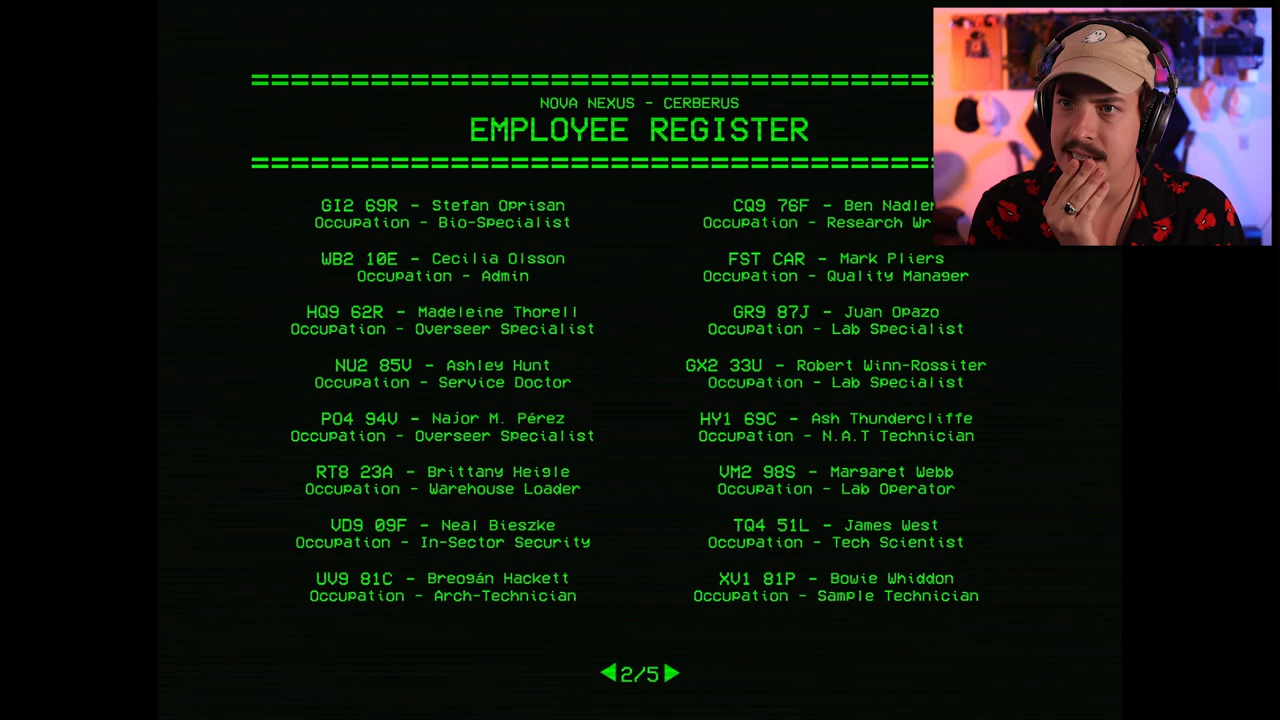 NOVA NEXUS - CERBERUS
EMPLOYEE REGISTER
GI2 69R - Stefan Oprisan
Occupation - Bio-Specialist
WB2 10E - Cecilia Olsson
Occupation - Admin
HQ9 62R - Madeleine Thorell
Occupation - Overseer Specialist
NU2 85V - Ashley Hunt
Occupation - Service Doctor
PO4 94V - Najor M. Pérez
Occupation - Overseer Specialist
RT8 23A - Brittany Heigle
Occupation - Warehouse Loader
VD9 09F - Neal Bieszke
Occupation - In-Sector Security
UV9 81C - Breogán Hackett
Occupation - Arch-Technician
CQ9 76F - Ben Nadler
Occupation - Research
FST CAR - Mark Pliers
Occupation - Quality Manager
GR9 87J - Juan Opazo
Occupation - Lab Specialist
GX2 33U - Robert Winn-Rossiter
Occupation - Lab Specialist
HY1 69C - Ash Thundercliffe
Occupation - N.A.T Technician
VM2 98S - Margaret Webb
Occupation - Lab Operator
TQ4 51L - James West
Occupation - Tech Scientist
XV1 81P - Bowie Whiddon
Occupation - Sample Technician
2/5